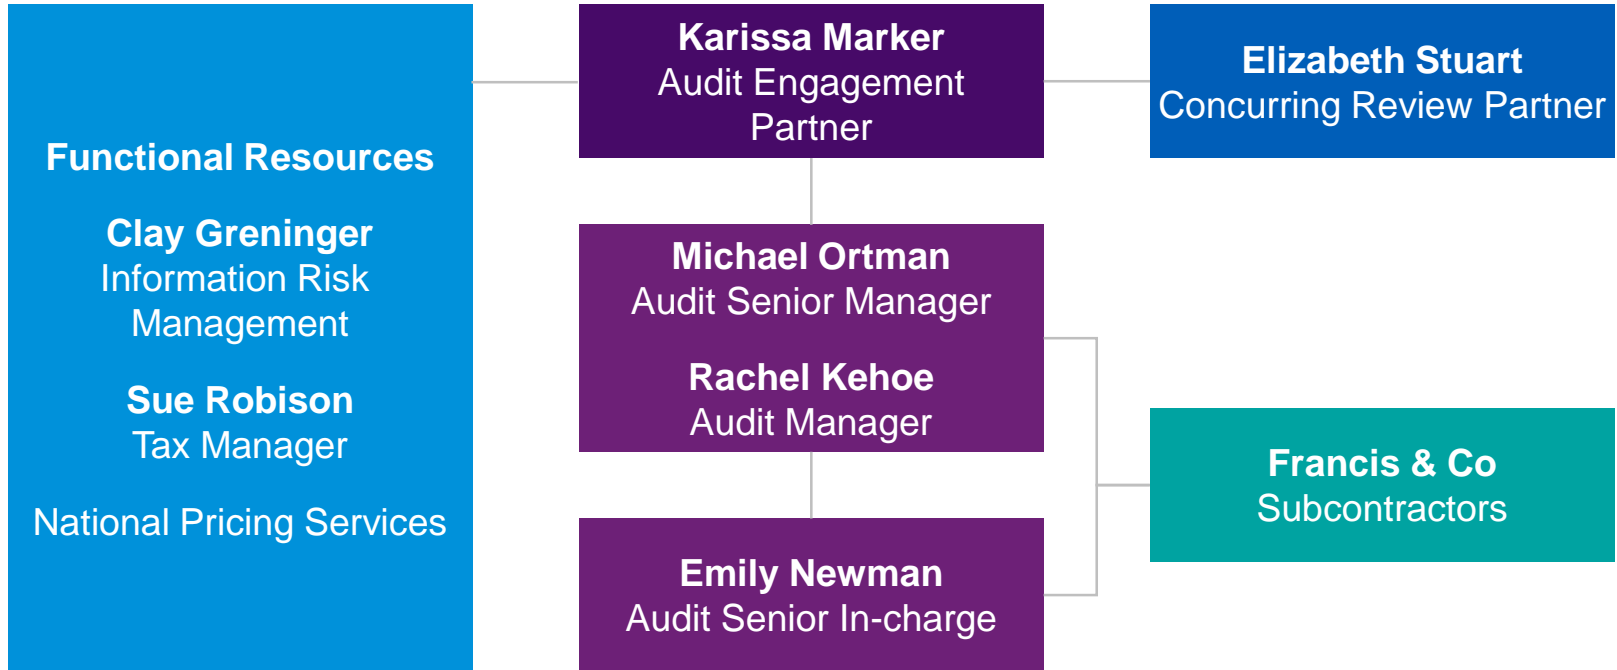 Functional Resources
Clay Greninger
Information Risk
Management
Sue Robison
Tax Manager
National Pricing Services
Karissa Marker
Audit Engagement
Partner
Elizabeth Stuart
Concurring Review Partner
Michael Ortman
Audit Senior Manager
Rachel Kehoe
Audit Manager
Francis & Co
Subcontractors
Emily Newman
Audit Senior In-charge